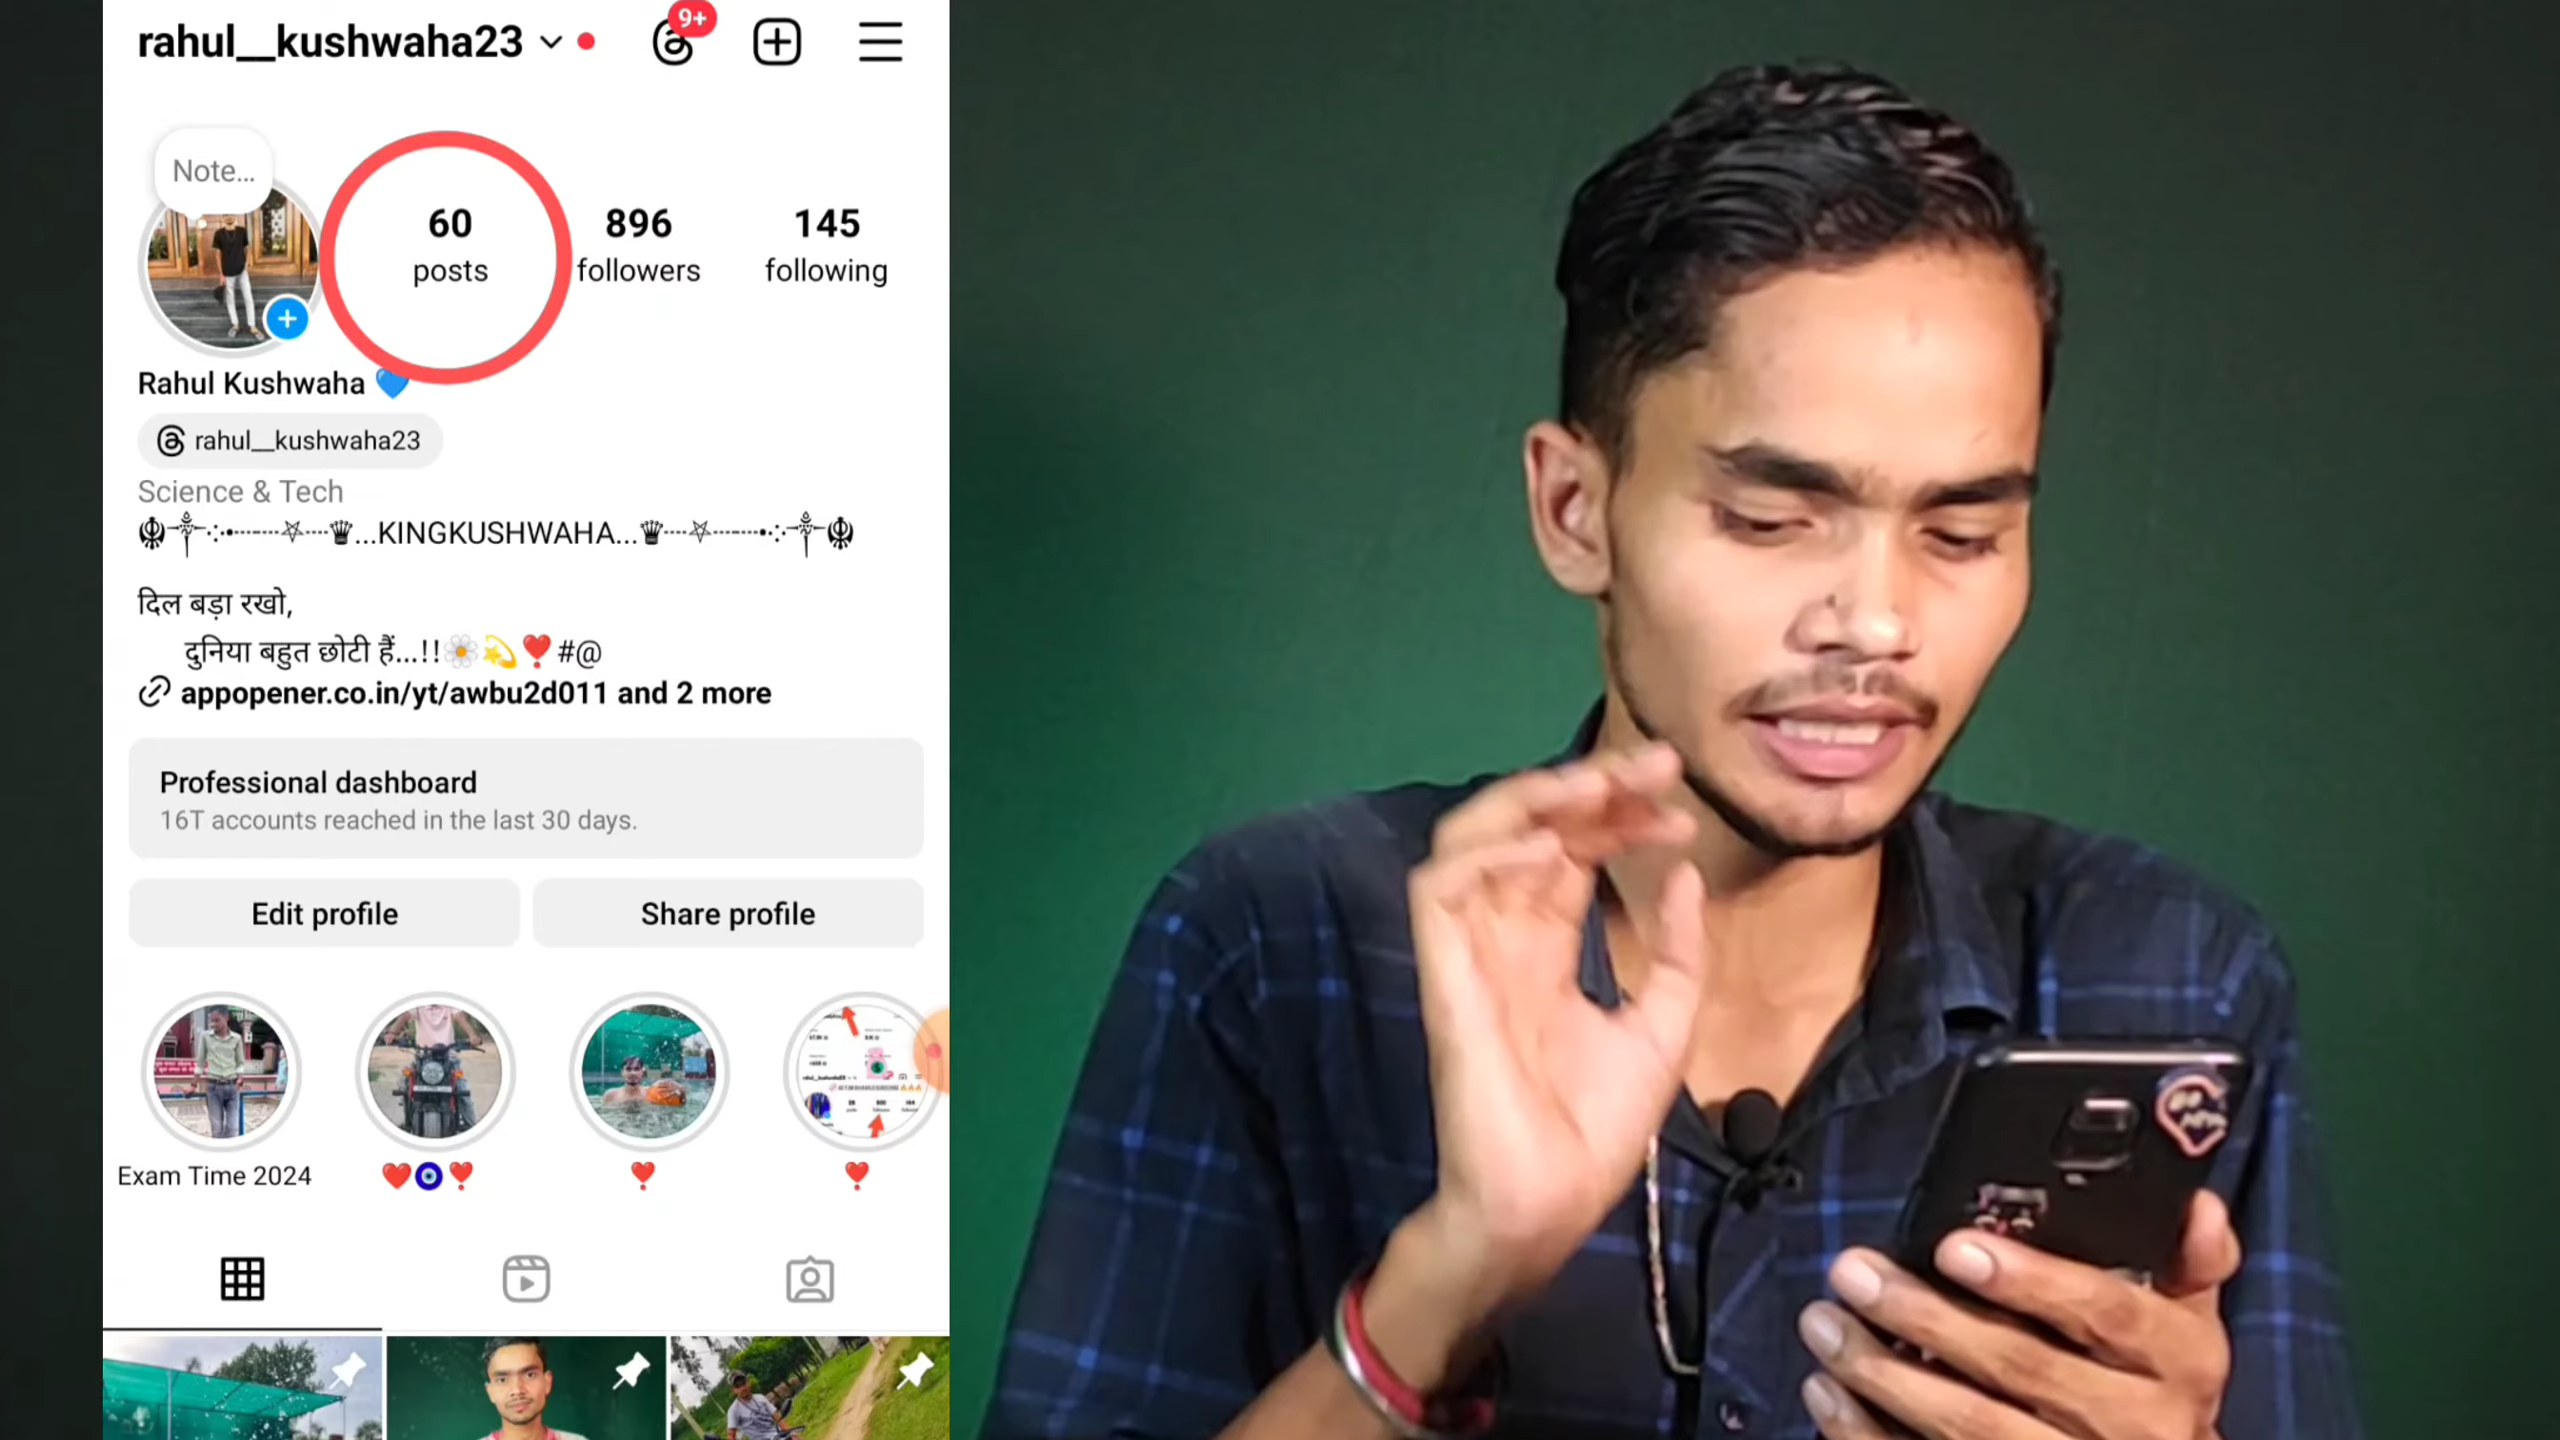 rahul__kushwaha23
9+
Note...
60 896 145
posts followers following
Rahul Kushwaha 💙
rahul__kushwaha23
Science & Tech
...KINGKUSHWAHA...
दिल बड़ा रखो,
दुनिया बहुत छोटी हैं...!!🌼💫❣️#@
appopener.co.in/yt/awbu2d011 and 2 more
Professional dashboard
16T accounts reached in the last 30 days.
Edit profile Share profile
Exam Time 2024 ❤️🧿❣️ ❣️ ❣️